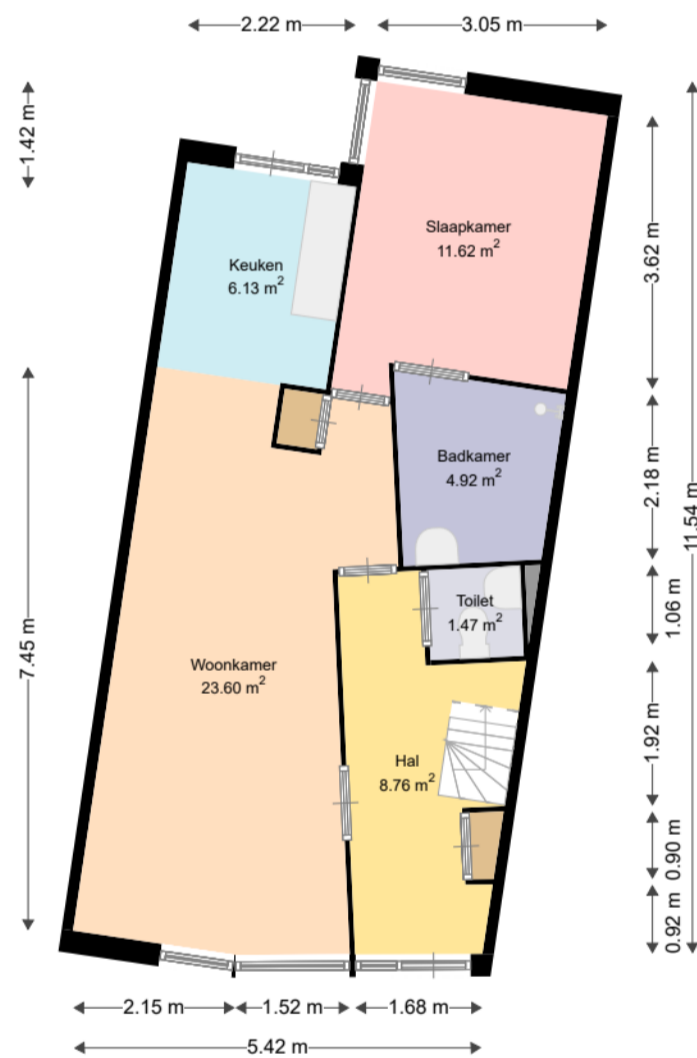 2.22 m
3.05 m
1.42 m
Slaapkamer
11.62 m²
3.62 m
Keuken
6.13 m²
Badkamer
4.92 m²
2.18 m
11.54 m
Toilet
1.47 m²
1.06 m
7.45 m
Woonkamer
23.60 m²
1.92 m
Hal
8.76 m²
0.90 m
0.92 m
2.15 m
1.52 m
1.68 m
5.42 m